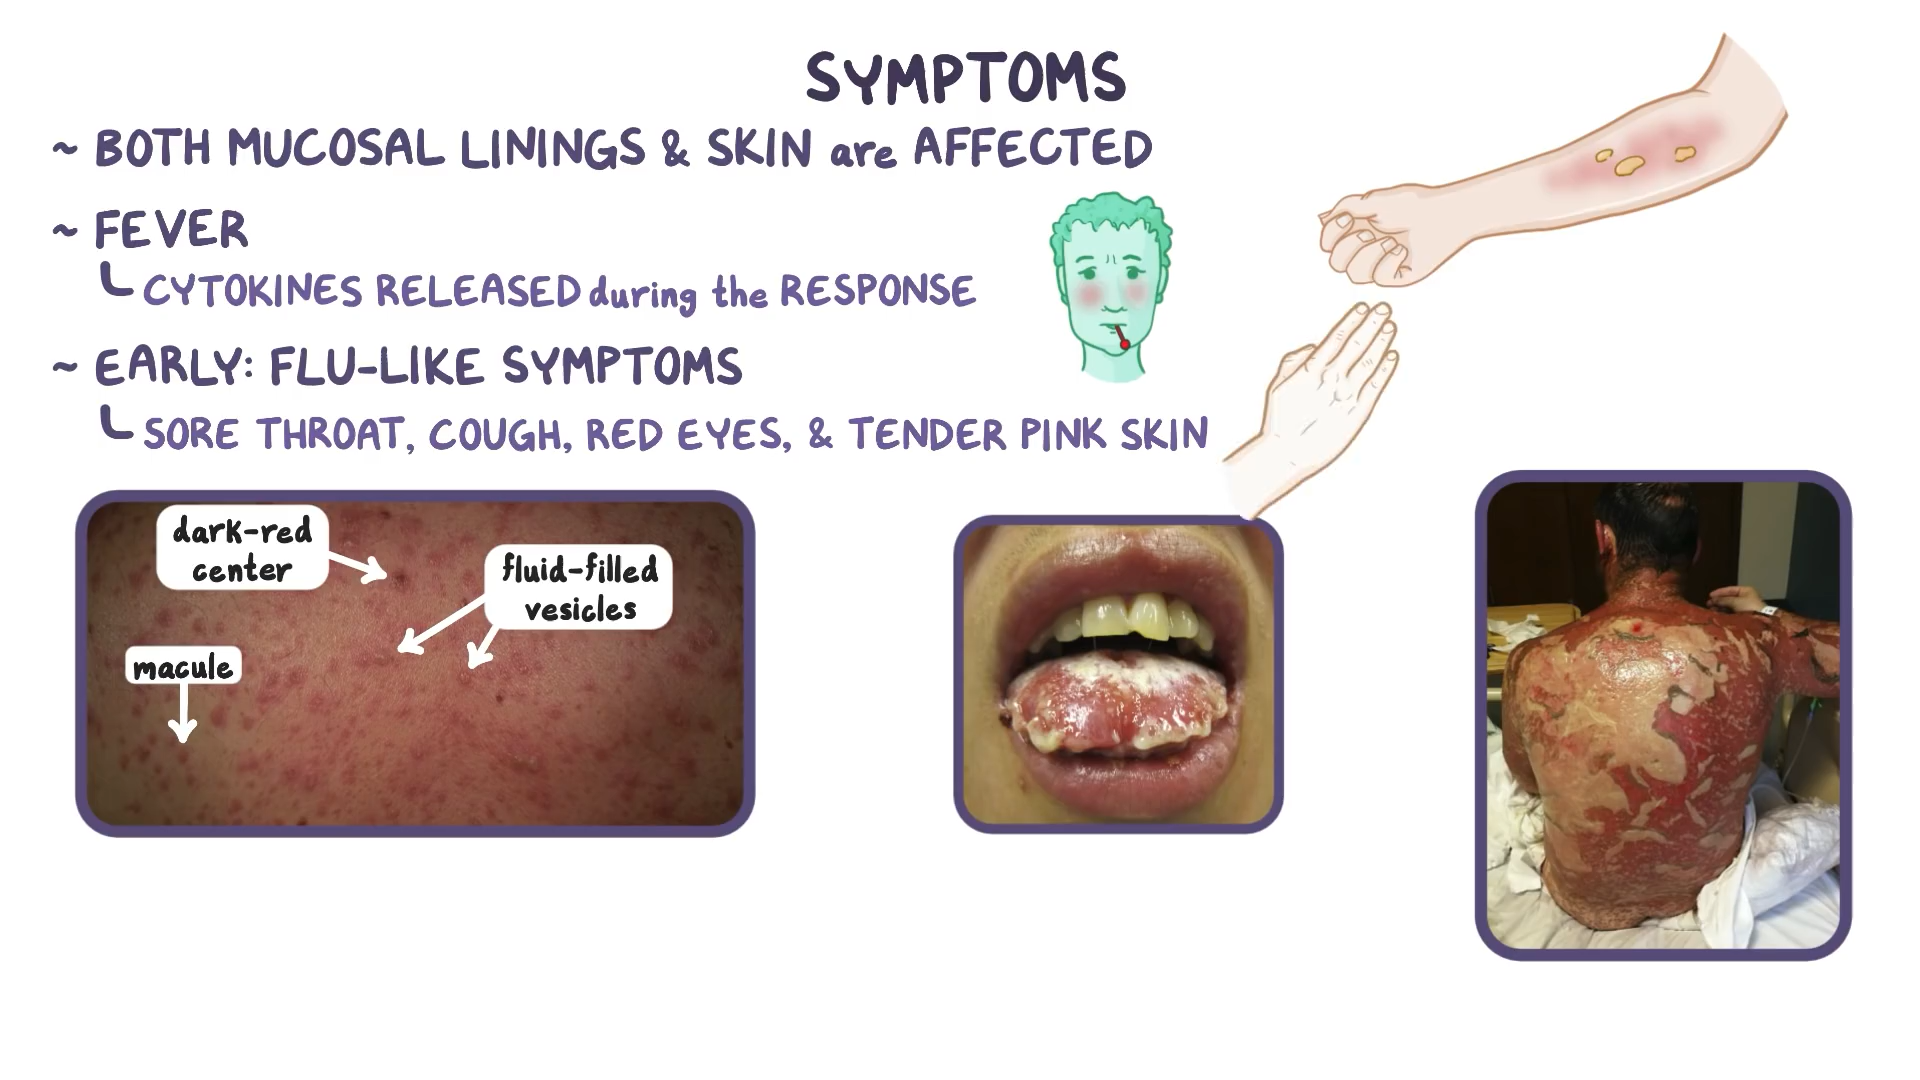 SYMPTOMS
~ BOTH MUCOSAL LININGS & SKIN are AFFECTED
~ FEVER
CYTOKINES RELEASED during the RESPONSE
~ EARLY: FLU-LIKE SYMPTOMS
SORE THROAT, COUGH, RED EYES, & TENDER PINK SKIN
dark-red
center
fluid-filled
vesicles
macule